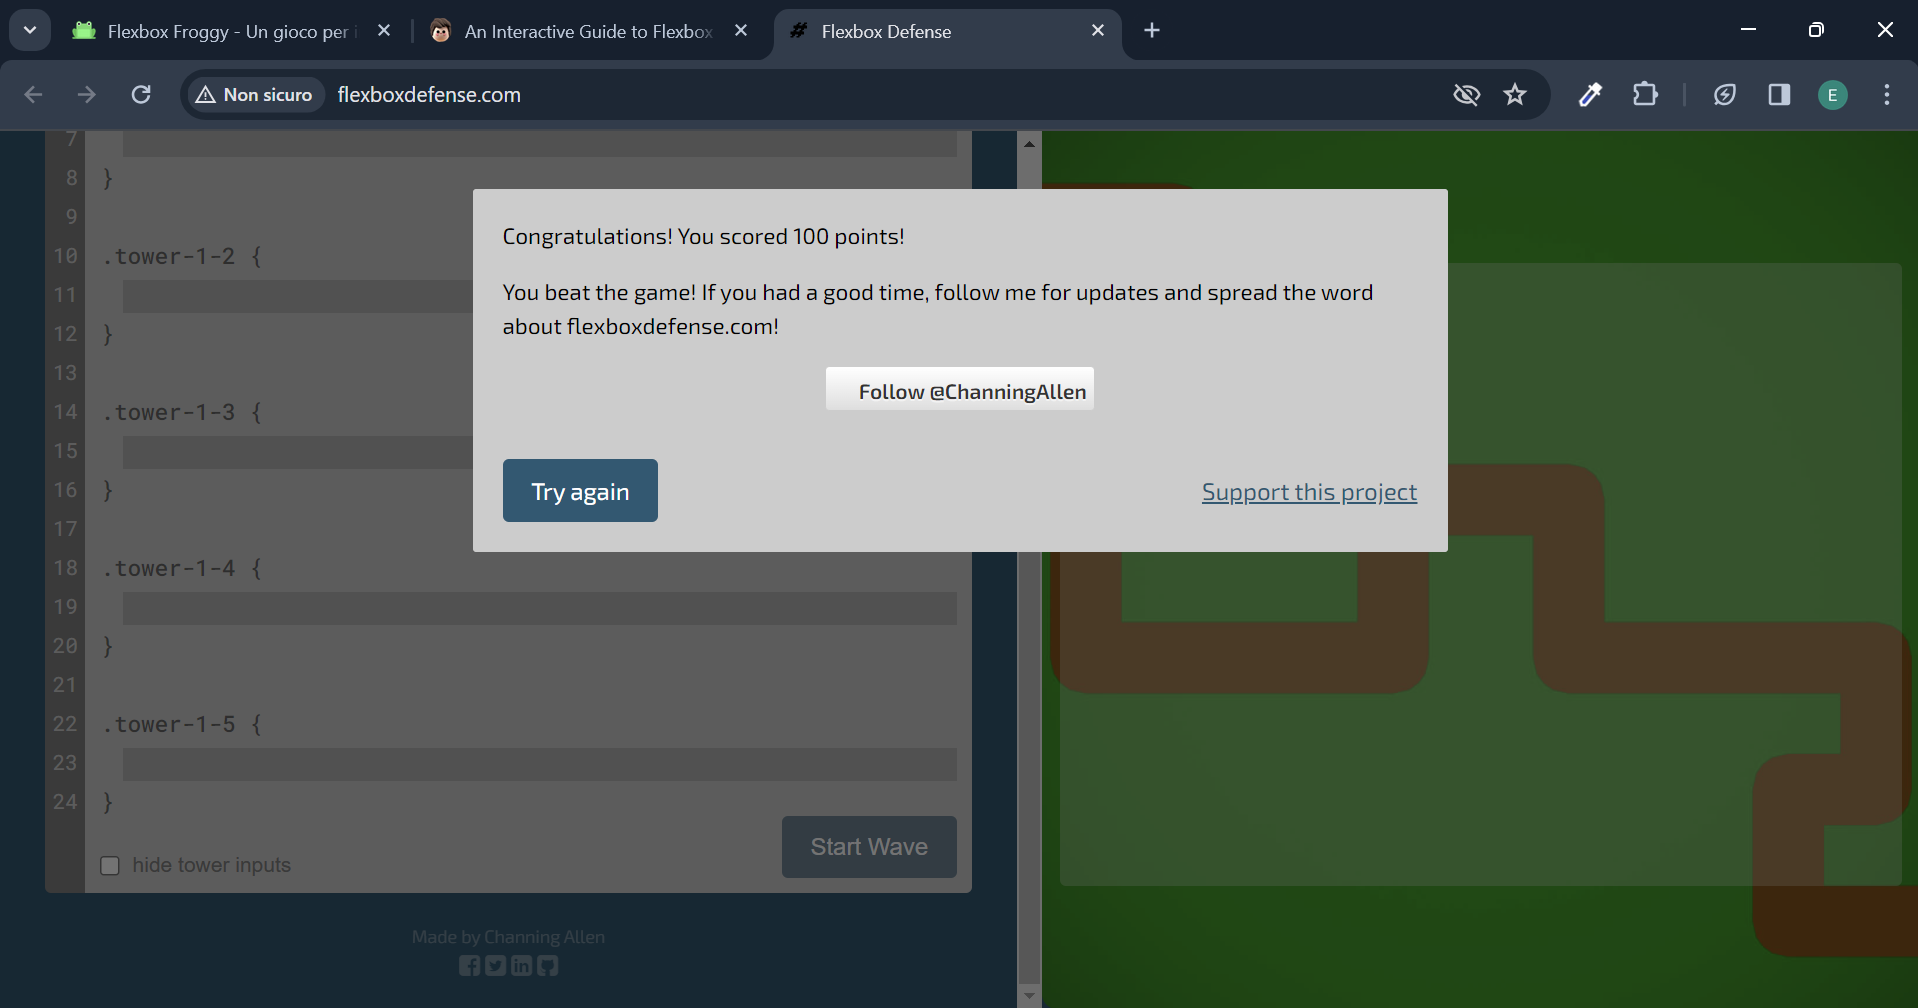 Flexbox Froggy - Un gioco per i
An Interactive Guide to Flexbox
Flexbox Defense
Non sicuro
flexboxdefense.com
E
7
8 }
9
10 .tower-1-2 {
11
12 }
13
14 .tower-1-3 {
15
16 }
17
18 .tower-1-4 {
19
20 }
21
22 .tower-1-5 {
23
24 }
hide tower inputs
Start Wave
Made by Channing Allen
Congratulations! You scored 100 points!
You beat the game! If you had a good time, follow me for updates and spread the word
about flexboxdefense.com!
Follow @ChanningAllen
Try again
Support this project